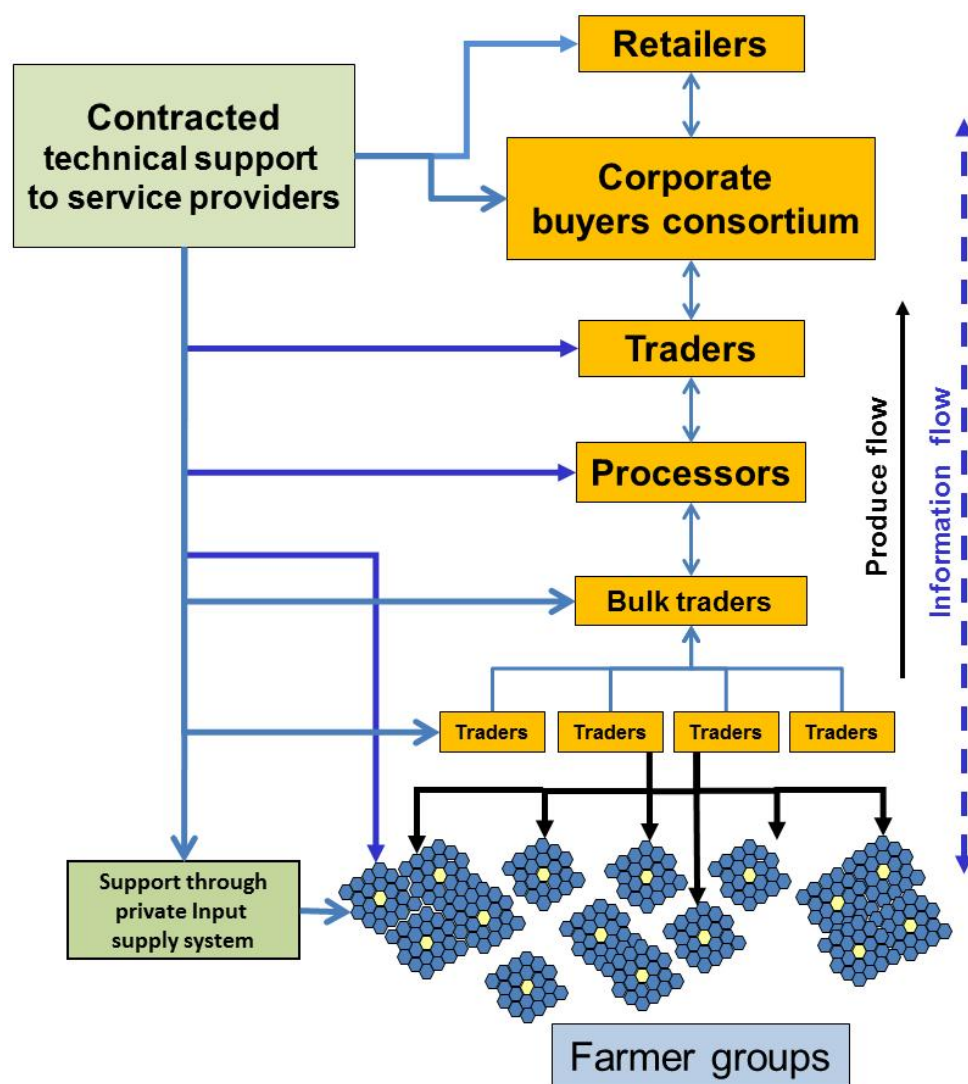 Retailers
Contracted
technical support
to service providers
Corporate
buyers consortium
Traders
Processors
Bulk traders
Traders
Traders
Traders
Traders
Produce flow
Information flow
Support through
private Input
supply system
Farmer groups